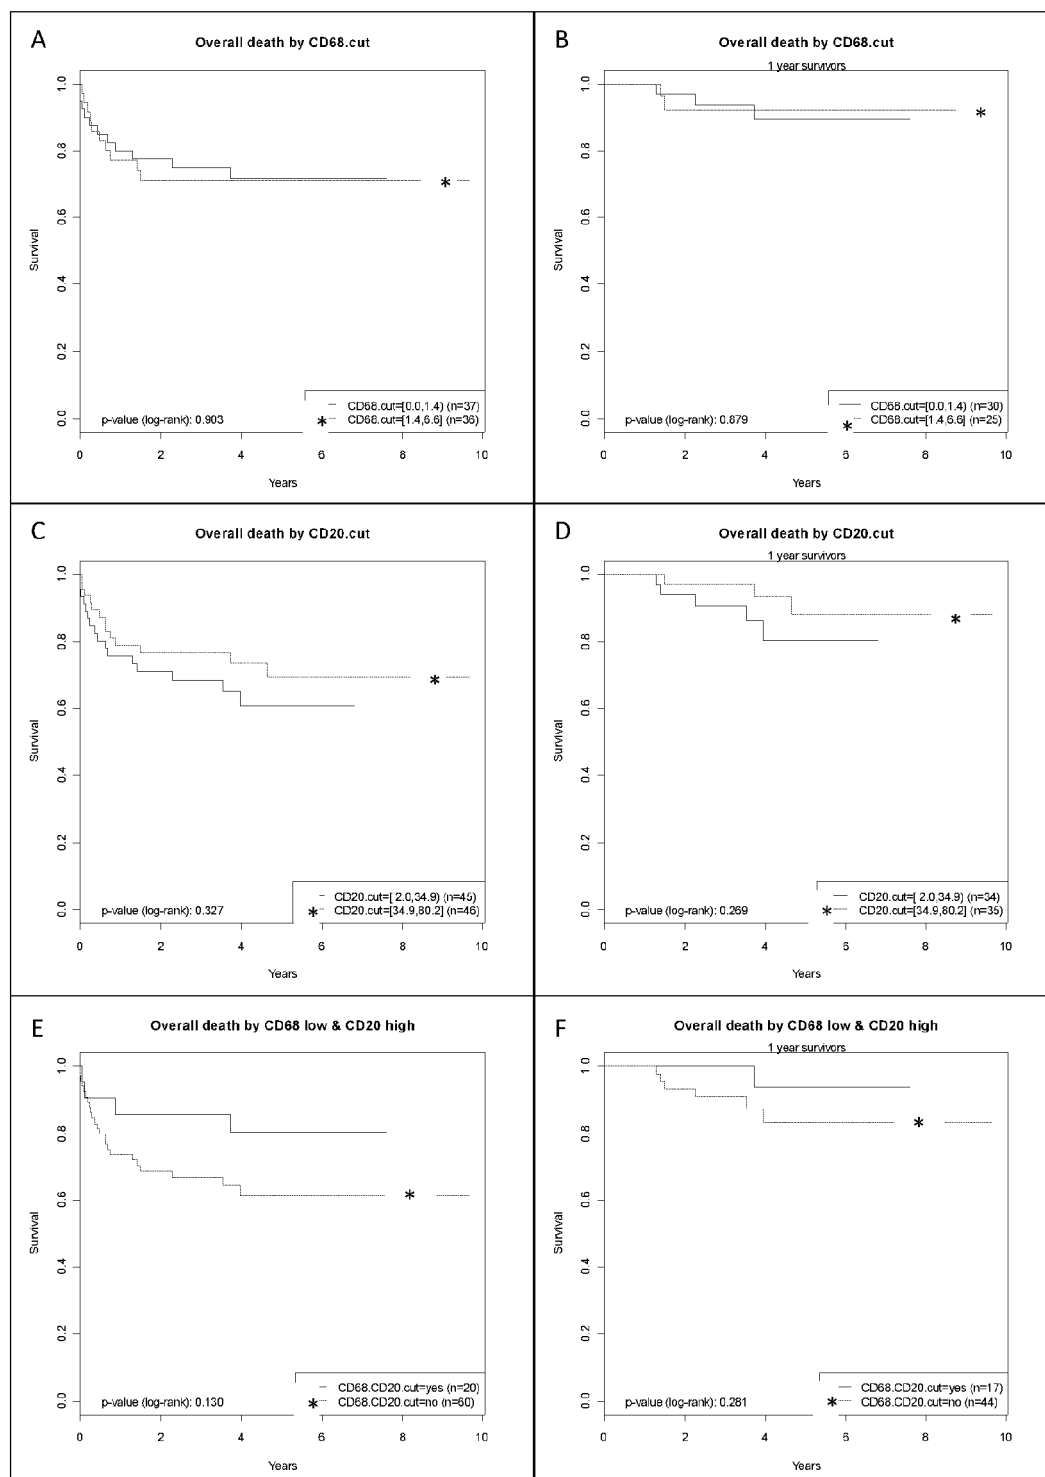 A
Overall death by CD68.cut
1.0
0.8
0.6
0.4
0.2
0.0
Survival
CD68.cut=[0.0,1.4) (n=37)
p-value (log-rank): 0.903
* CD68.cut=[1.4,6.6] (n=36)
0 2 4 6 8 10
Years
*
B
Overall death by CD68.cut
1 year survivors
1.0
0.8
0.6
0.4
0.2
0.0
Survival
CD68.cut=[0.0,1.4) (n=30)
p-value (log-rank): 0.879
* CD68.cut=[1.4,6.6] (n=25)
0 2 4 6 8 10
Years
*
C
Overall death by CD20.cut
1.0
0.8
0.6
0.4
0.2
0.0
Survival
CD20.cut=[ 2.0,34.9) (n=45)
p-value (log-rank): 0.327
* CD20.cut=[34.9,80.2] (n=46)
0 2 4 6 8 10
Years
*
D
Overall death by CD20.cut
1 year survivors
1.0
0.8
0.6
0.4
0.2
0.0
Survival
CD20.cut=[ 2.0,34.9) (n=34)
p-value (log-rank): 0.269
* CD20.cut=[34.9,80.2] (n=35)
0 2 4 6 8 10
Years
*
E
Overall death by CD68 low & CD20 high
1.0
0.8
0.6
0.4
0.2
0.0
Survival
CD68.CD20.cut=yes (n=20)
p-value (log-rank): 0.130
* CD68.CD20.cut=no (n=60)
0 2 4 6 8 10
Years
*
F
Overall death by CD68 low & CD20 high
1 year survivors
1.0
0.8
0.6
0.4
0.2
0.0
Survival
CD68.CD20.cut=yes (n=17)
p-value (log-rank): 0.281
* CD68.CD20.cut=no (n=44)
0 2 4 6 8 10
Years
*